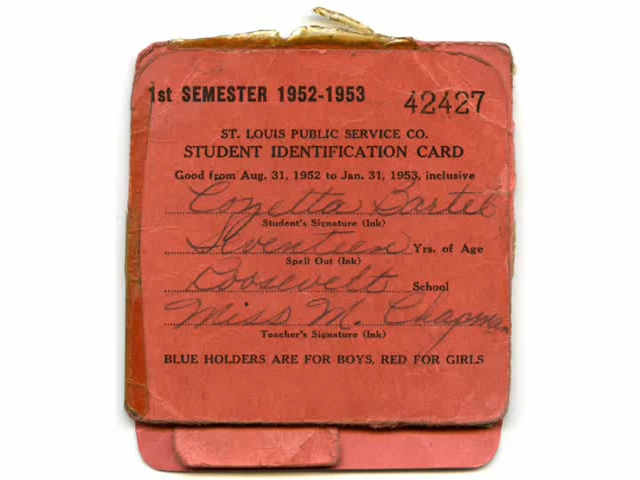 1st SEMESTER 1952-1953 42427
ST. LOUIS PUBLIC SERVICE CO.
STUDENT IDENTIFICATION CARD
Good from Aug. 31, 1952 to Jan. 31, 1953, inclusive
Conetta Bartel
Student's Signature (Ink)
Seventeen Yrs. of Age
Spell Out (Ink)
Roosevelt School
Miss M. Chapman
Teacher's Signature (Ink)
BLUE HOLDERS ARE FOR BOYS, RED FOR GIRLS